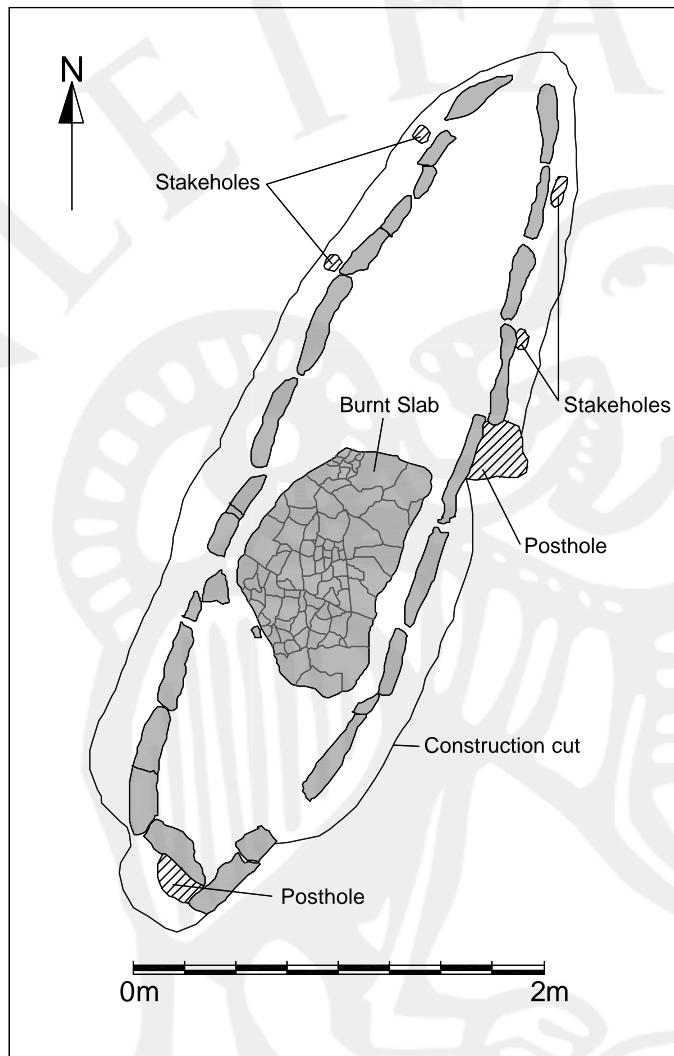 N
Stakeholes
Burnt Slab
Stakeholes
Posthole
Construction cut
Posthole
0m 2m